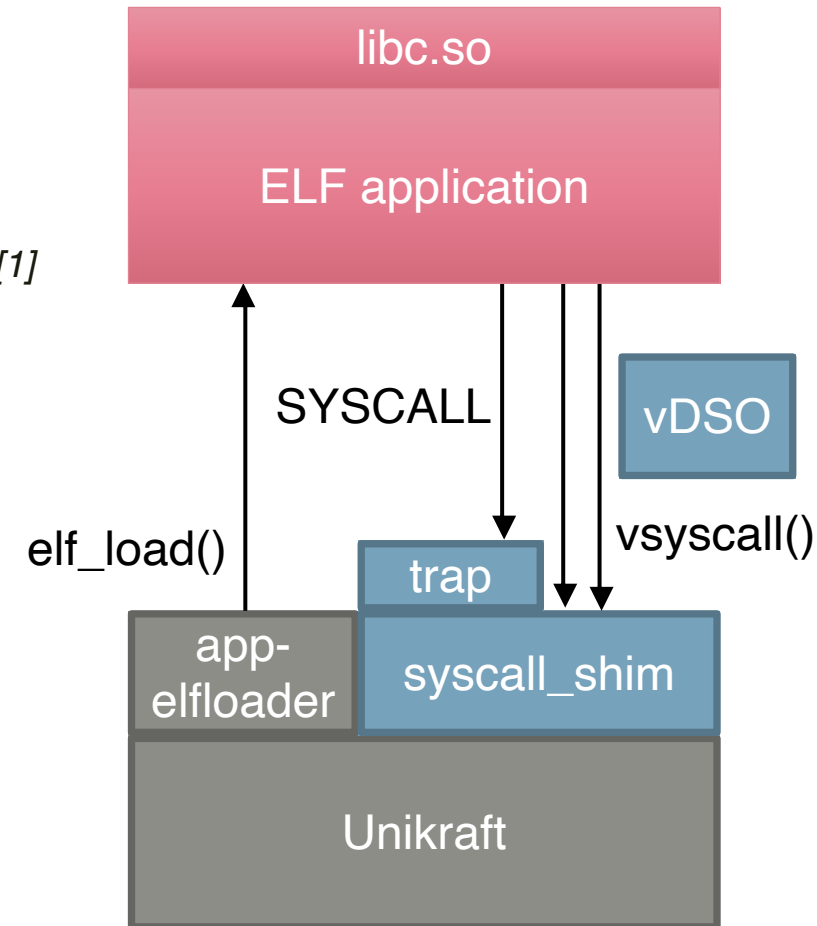 libc.so
ELF application
[1]
SYSCALL
vDSO
elf_load()
vsyscall()
trap
app-
elfloader
syscall_shim
Unikraft